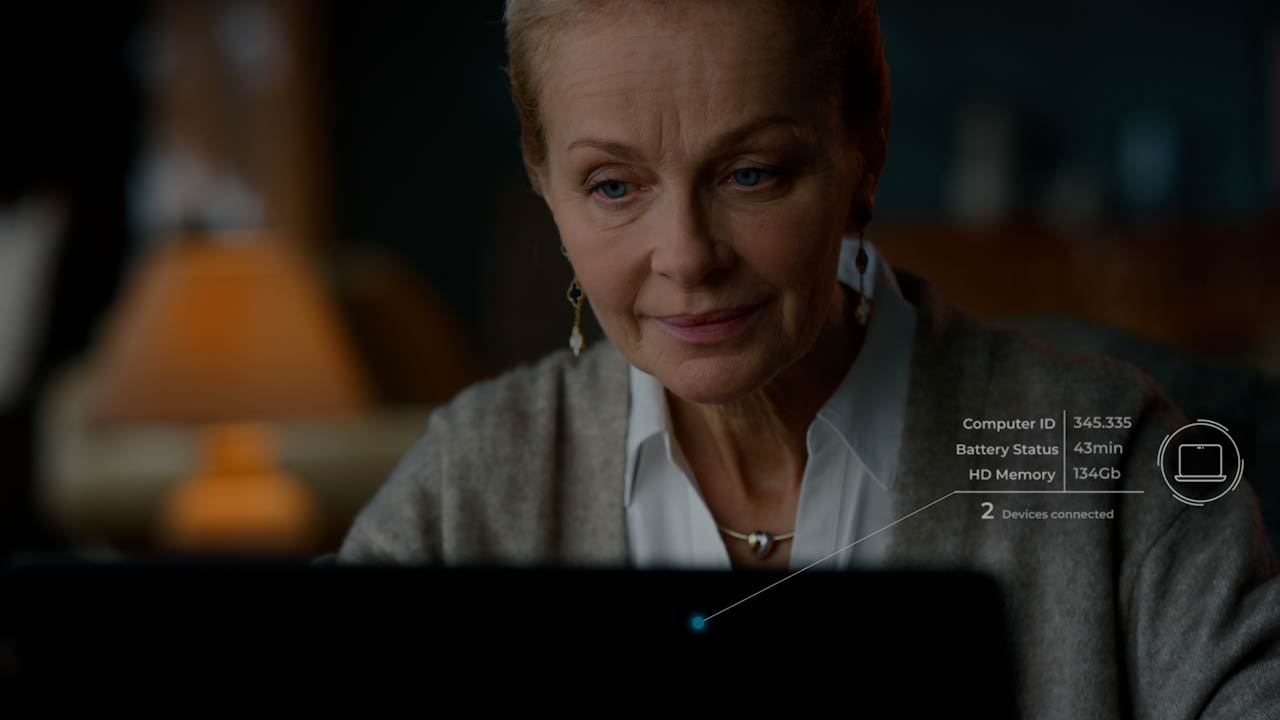 Computer ID 345.335
Battery Status 43min
HD Memory 134Gb
2 Devices connected